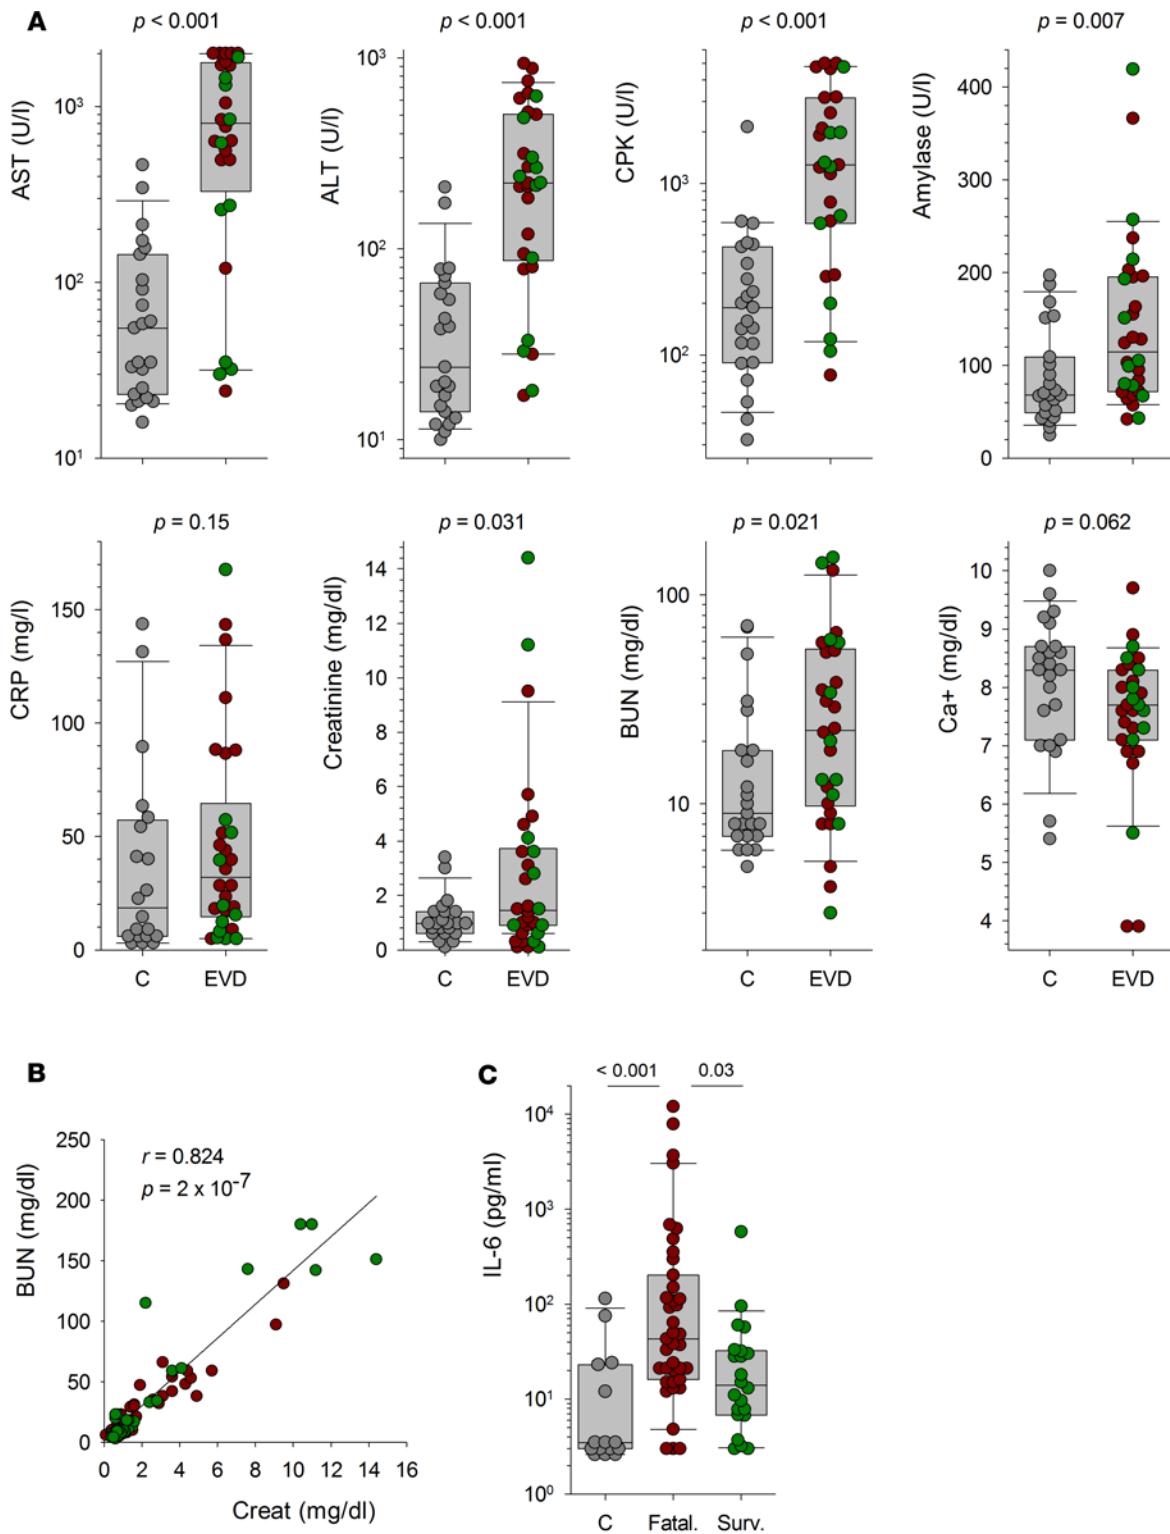 A
p < 0.001
p < 0.001
p < 0.001
p = 0.007
AST (U/l)
10³
10²
10¹
ALT (U/l)
10³
10²
10¹
CPK (U/l)
10³
10²
Amylase (U/l)
400
300
200
100
0
p = 0.15
p = 0.031
p = 0.021
p = 0.062
CRP (mg/l)
150
100
50
0
C EVD
Creatinine (mg/dl)
14
12
10
8
6
4
2
0
C EVD
BUN (mg/dl)
100
10
C EVD
Ca+ (mg/dl)
10
9
8
7
6
5
4
C EVD
B
r = 0.824
p = 2 x 10⁻⁷
BUN (mg/dl)
250
200
150
100
50
0
0 2 4 6 8 10 12 14 16
Creat (mg/dl)
C
< 0.001 0.03
IL-6 (pg/ml)
10⁴
10³
10²
10¹
10⁰
C Fatal. Surv.